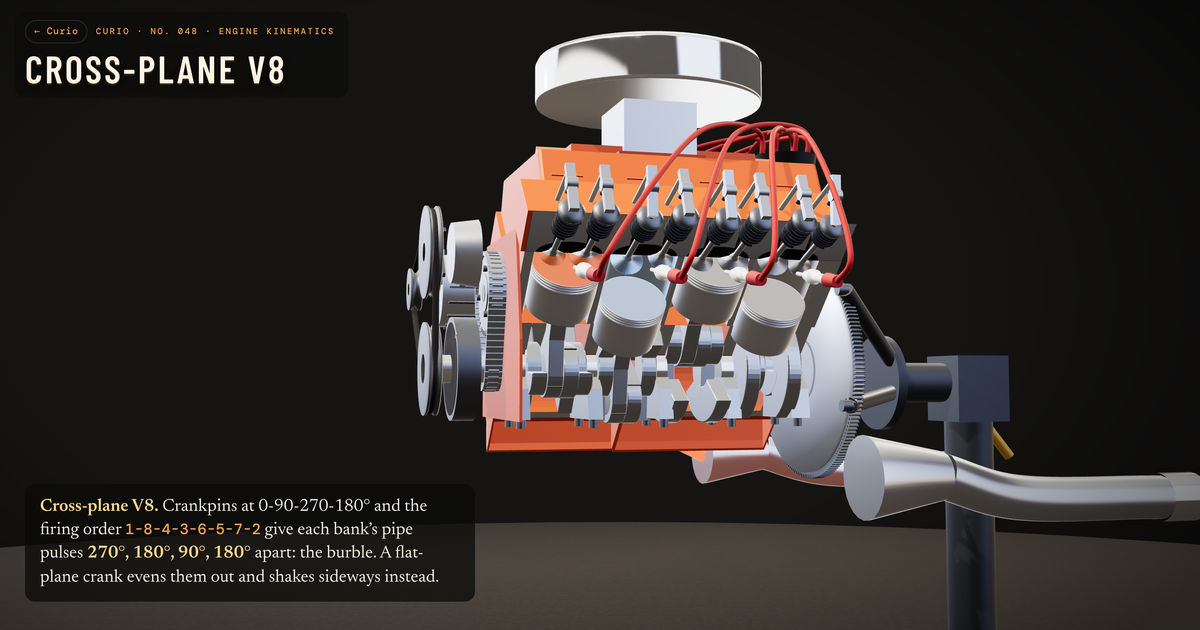 ← Curio CURIO · NO. 048 · ENGINE KINEMATICS
CROSS-PLANE V8
Cross-plane V8. Crankpins at 0-90-270-180° and the
firing order 1-8-4-3-6-5-7-2 give each bank’s pipe
pulses 270°, 180°, 90°, 180° apart: the burble. A flat-
plane crank evens them out and shakes sideways instead.